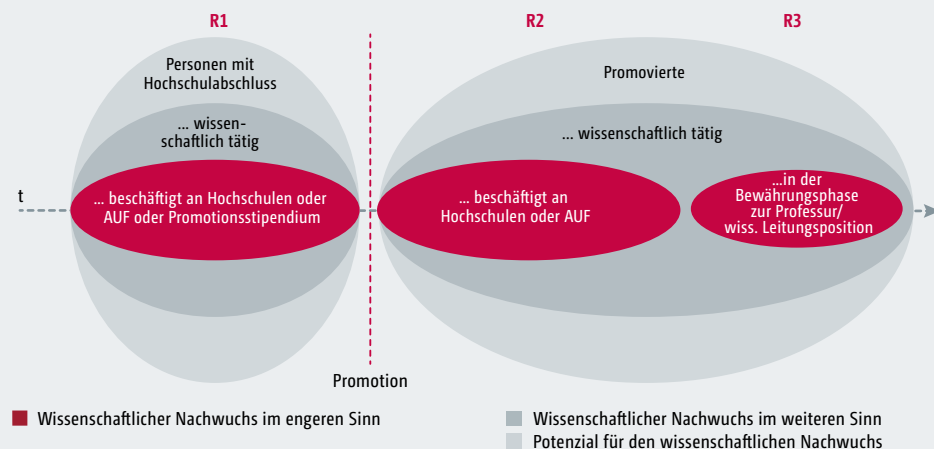 R1
R2
R3
Personen mit
Hochschulabschluss
... wissen-
schaftlich tätig
... beschäftigt an Hochschulen oder
AUF oder Promotionsstipendium
t
Promovierte
... wissenschaftlich tätig
... beschäftigt an
Hochschulen oder AUF
...in der
Bewährungsphase
zur Professur/
wiss. Leitungsposition
Promotion
Wissenschaftlicher Nachwuchs im engeren Sinn
Wissenschaftlicher Nachwuchs im weiteren Sinn
Potenzial für den wissenschaftlichen Nachwuchs